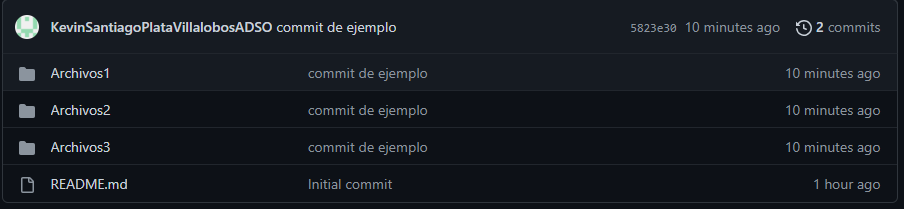 KevinSantiagoPlataVillalobosADSO commit de ejemplo 5823e30 10 minutes ago 2 commits
Archivos1 commit de ejemplo 10 minutes ago
Archivos2 commit de ejemplo 10 minutes ago
Archivos3 commit de ejemplo 10 minutes ago
README.md Initial commit 1 hour ago